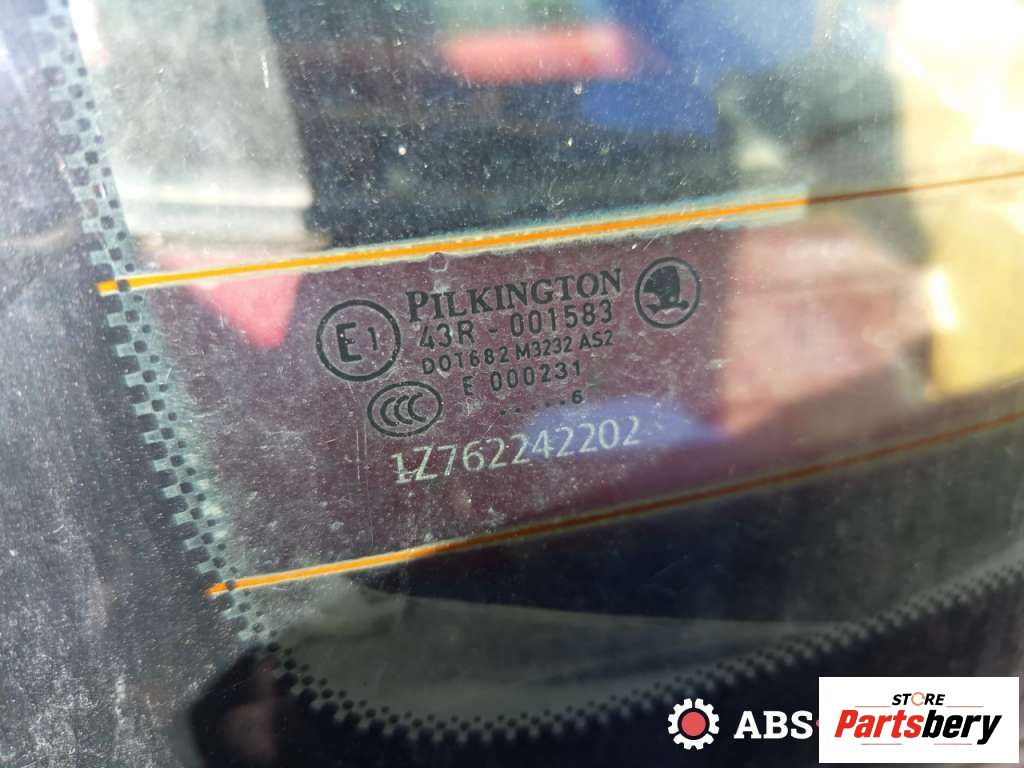 PILKINGTON
E1
43R - 001583
DOT682 M3232 AS2
E 000231
CCC
.....6
1Z762242202
ABS-
STORE
Partsbery